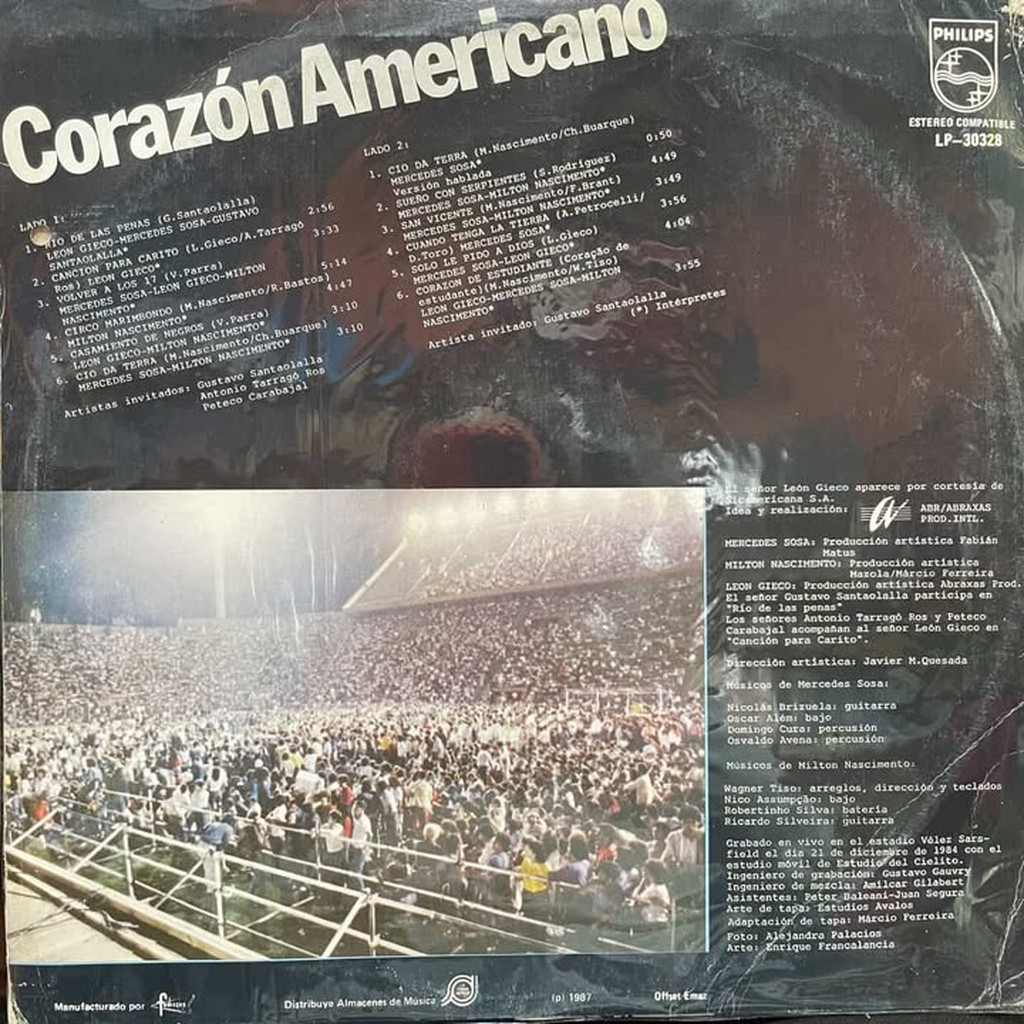 Corazón Americano
PHILIPS
ESTEREO COMPATIBLE
LP-30328
LADO 1:
1. RIO DE LAS PENAS (G.Santaolalla)
LEON GIECO-MERCEDES SOSA-GUSTAVO
SANTAOLALLA* 2:56
2. CANCION PARA CARITO (L.Gieco/A.Tarragó
Ros) LEON GIECO* 3:33
3. VOLVER A LOS 17 (V.Parra)
MERCEDES SOSA-LEON GIECO-MILTON
NASCIMENTO* 5:14
4. CIRCO MARIMBONDO (M.Nascimento/R.Bastos)
MILTON NASCIMENTO* 4:47
5. CASAMIENTO DE NEGROS (V.Parra)
LEON GIECO-MILTON NASCIMENTO* 3:10
6. CIO DA TERRA (M.Nascimento/Ch.Buarque)
MERCEDES SOSA-MILTON NASCIMENTO* 3:10
Artistas invitados: Gustavo Santaolalla
Antonio Tarragó Ros
Peteco Carabajal
LADO 2:
1. CIO DA TERRA (M.Nascimento/Ch.Buarque)
MERCEDES SOSA*
Versión hablada 0:50
2. SUEÑO CON SERPIENTES (S.Rodríguez)
MERCEDES SOSA-MILTON NASCIMENTO* 4:49
3. SAN VICENTE (M.Nascimento/F.Brant)
MERCEDES SOSA-MILTON NASCIMENTO* 3:49
4. CUANDO TENGA LA TIERRA (A.Petrocelli/
D.Toro) MERCEDES SOSA* 3:56
5. SOLO LE PIDO A DIOS (L.Gieco)
MERCEDES SOSA-LEON GIECO* 4:04
6. CORAZON DE ESTUDIANTE (Coração de
estudante)(M.Nascimento/W.Tiso)
LEON GIECO-MERCEDES SOSA-MILTON
NASCIMENTO* 3:55
Artista invitado: Gustavo Santaolalla
(*) Intérpretes
El señor León Gieco aparece por cortesía de
Sicamericana S.A.
Idea y realización:
ABR/ABRAXAS
PROD.INTL.
MERCEDES SOSA: Producción artística Fabián
Matus
MILTON NASCIMENTO: Producción artística
Mazola/Márcio Ferreira
LEON GIECO: Producción artística Abraxas Prod.
El señor Gustavo Santaolalla participa en
"Río de las penas"
Los señores Antonio Tarragó Ros y Peteco
Carabajal acompañan al señor León Gieco en
"Canción para Carito".
Dirección artística: Javier M.Quesada
Músicos de Mercedes Sosa:
Nicolás Brizuela: guitarra
Oscar Alem: bajo
Domingo Cura: percusión
Osvaldo Avena: percusión
Músicos de Milton Nascimento:
Wagner Tiso: arreglos, dirección y teclados
Nico Assumpção: bajo
Robertinho Silva: batería
Ricardo Silveira: guitarra
Grabado en vivo en el estadio Vélez Sars-
field el día 21 de diciembre de 1984 con el
estudio móvil de Estudio del Cielito.
Ingeniero de grabación: Gustavo Gauvry
Ingeniero de mezcla: Amílcar Gilabert
Asistentes: Peter Baleani-Juan Segura
Arte de tapa: Estudios Avalos
Adaptación de tapa: Márcio Ferreira
Foto: Alejandra Palacios
Arte: Enrique Francalancia
Manufacturado por
Distribuye Almacenes de Música
(p) 1987
Offset Emaz